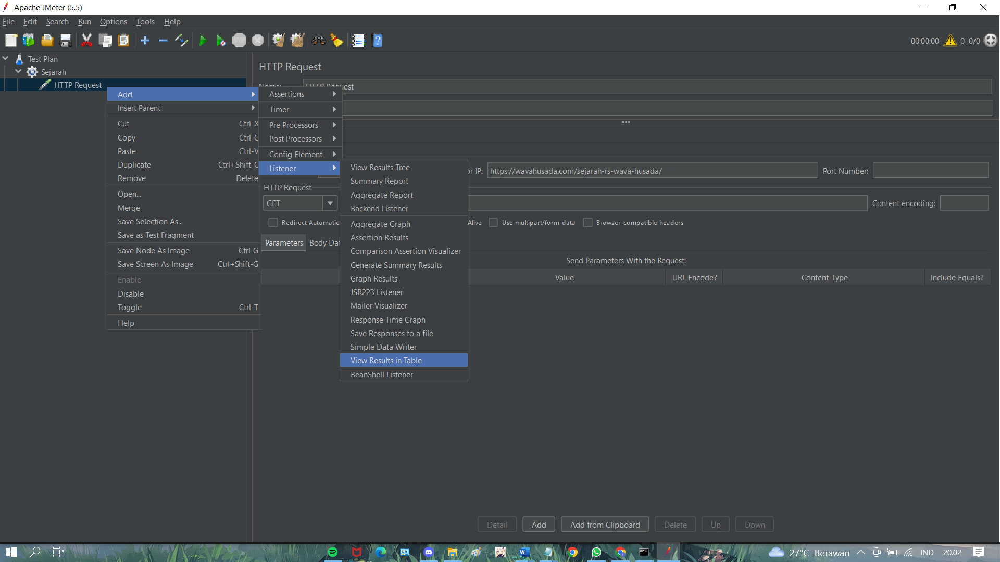 Apache JMeter (5.5)
File Edit Search Run Options Tools Help
00:00:00 0 0/0
Test Plan
Sejarah
HTTP Request
HTTP Request
Name: HTTP Request
Add
Insert Parent
Cut Ctrl-X
Copy Ctrl-C
Paste Ctrl-V
Duplicate Ctrl+Shift-C
Remove Delete
Open...
Merge
Save Selection As...
Save as Test Fragment
Save Node As Image Ctrl-G
Save Screen As Image Ctrl+Shift-G
Enable
Disable
Toggle Ctrl-T
Help
Assertions
Timer
Pre Processors
Post Processors
Config Element
Listener
View Results Tree
Summary Report
Aggregate Report
Backend Listener
Aggregate Graph
Assertion Results
Comparison Assertion Visualizer
Generate Summary Results
Graph Results
JSR223 Listener
Mailer Visualizer
Response Time Graph
Save Responses to a file
Simple Data Writer
View Results in Table
BeanShell Listener
or IP: https://wavahusada.com/sejarah-rs-wava-husada/ Port Number:
HTTP Request
GET Content encoding:
Redirect Automatic Alive Use multipart/form-data Browser-compatible headers
Parameters Body Dat
Send Parameters With the Request:
Value URL Encode? Content-Type Include Equals?
Detail Add Add from Clipboard Delete Up Down
27°C Berawan IND 20.02